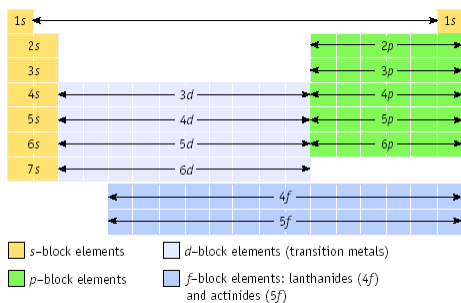 1s 1s
2s 2p
3s 3p
4s 3d 4p
5s 4d 5p
6s 5d 6p
7s 6d
4f
5f
s–block elements
d–block elements (transition metals)
p–block elements
f–block elements: lanthanides (4f)
and actinides (5f)